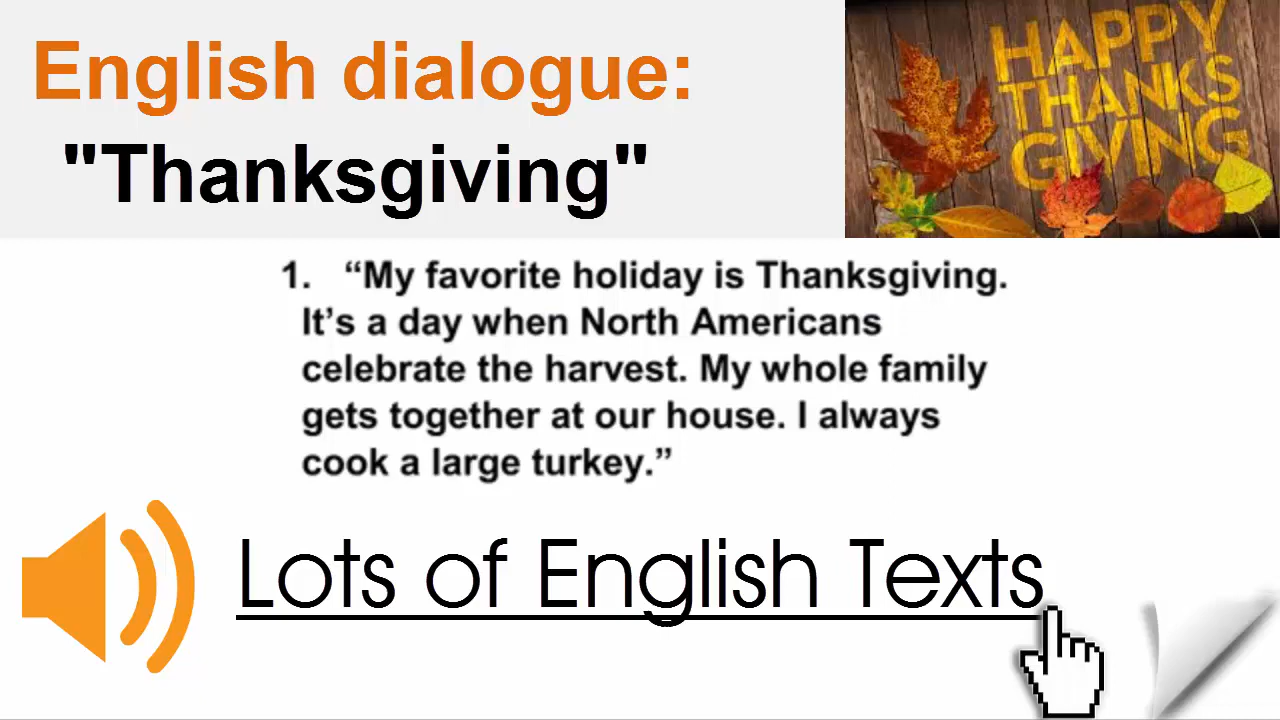 English dialogue:
"Thanksgiving"
HAPPY
THANKS
GIVING
1. “My favorite holiday is Thanksgiving.
It’s a day when North Americans
celebrate the harvest. My whole family
gets together at our house. I always
cook a large turkey.”
Lots of English Texts